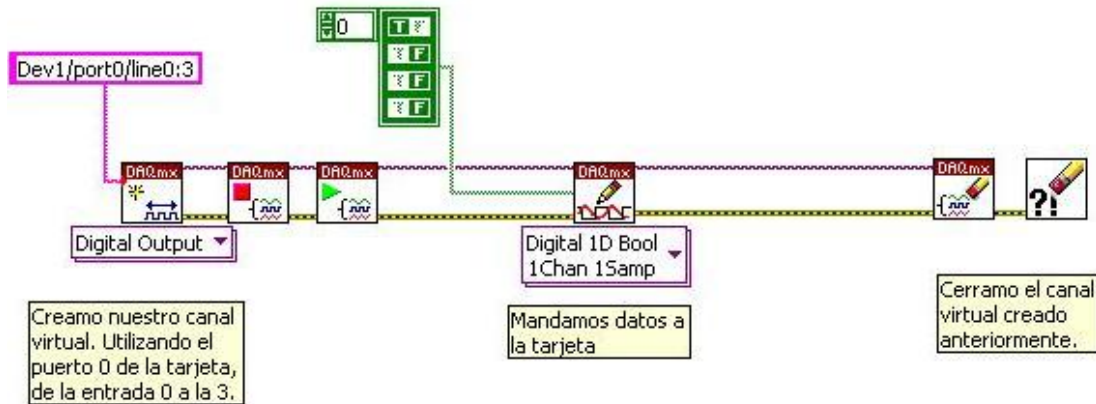 0
T
F
F
F
Dev1/port0/line0:3
DAQmx
DAQmx
DAQmx
DAQmx
DAQmx
?!
Digital Output
Digital 1D Bool
1Chan 1Samp
Creamo nuestro canal
virtual. Utilizando el
puerto 0 de la tarjeta,
de la entrada 0 a la 3.
Mandamos datos a
la tarjeta
Cerramo el canal
virtual creado
anteriormente.